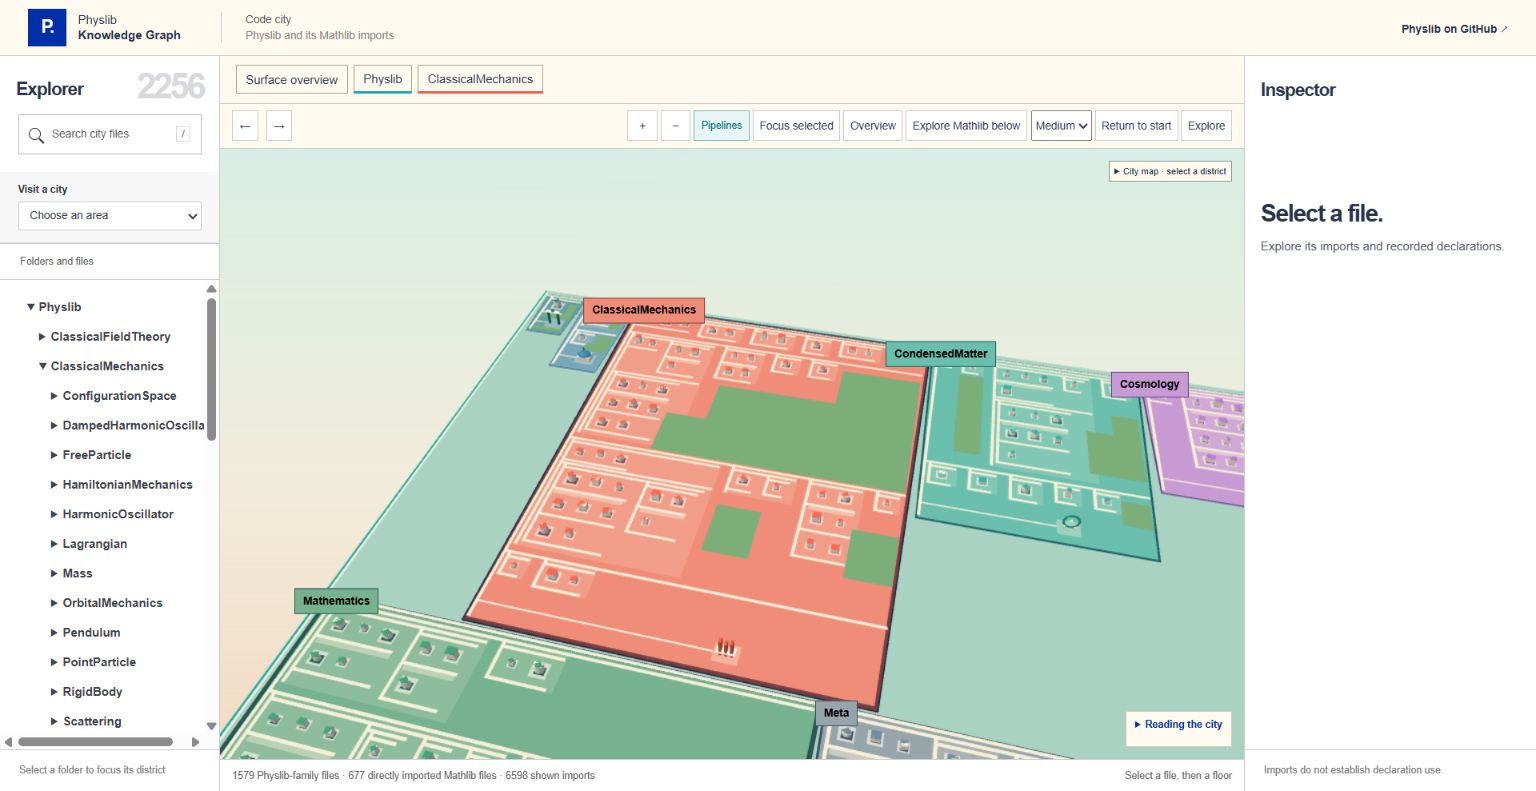 P.
Physlib
Knowledge Graph
Code city
Physlib and its Mathlib imports
Physlib on GitHub ↗
Explorer
2256
Search city files
/
Visit a city
Choose an area
Folders and files
▼ Physlib
▶ ClassicalFieldTheory
▼ ClassicalMechanics
▶ ConfigurationSpace
▶ DampedHarmonicOscilla
▶ FreeParticle
▶ HamiltonianMechanics
▶ HarmonicOscillator
▶ Lagrangian
▶ Mass
▶ OrbitalMechanics
▶ Pendulum
▶ PointParticle
▶ RigidBody
▶ Scattering
Select a folder to focus its district
Surface overview
Physlib
ClassicalMechanics
← →
+ − Pipelines Focus selected Overview Explore Mathlib below Medium Return to start Explore
▶ City map · select a district
ClassicalMechanics
CondensedMatter
Cosmology
Mathematics
Meta
▶ Reading the city
1579 Physlib-family files · 677 directly imported Mathlib files · 6598 shown imports
Select a file, then a floor
Inspector
Select a file.
Explore its imports and recorded declarations.
Imports do not establish declaration use.